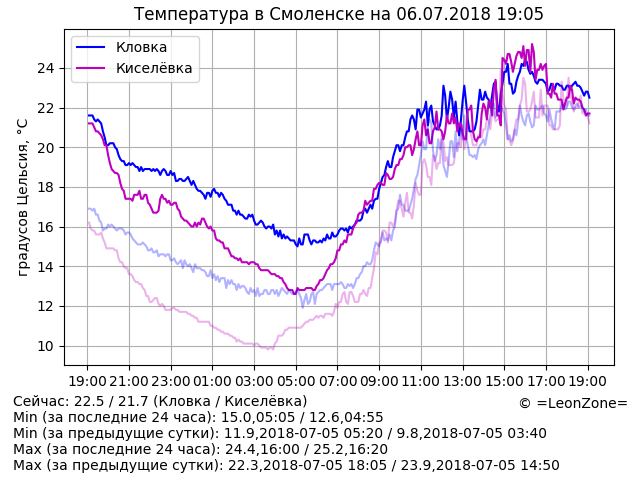 Температура в Смоленске на 06.07.2018 19:05
Кловка
Киселёвка
градусов Цельсия, °C
24
22
20
18
16
14
12
10
19:00 21:00 23:00 01:00 03:00 05:00 07:00 09:00 11:00 13:00 15:00 17:00 19:00
Сейчас: 22.5 / 21.7 (Кловка / Киселёвка)
© =LeonZone=
Min (за последние 24 часа): 15.0,05:05 / 12.6,04:55
Min (за предыдущие сутки): 11.9,2018-07-05 05:20 / 9.8,2018-07-05 03:40
Max (за последние 24 часа): 24.4,16:00 / 25.2,16:20
Max (за предыдущие сутки): 22.3,2018-07-05 18:05 / 23.9,2018-07-05 14:50